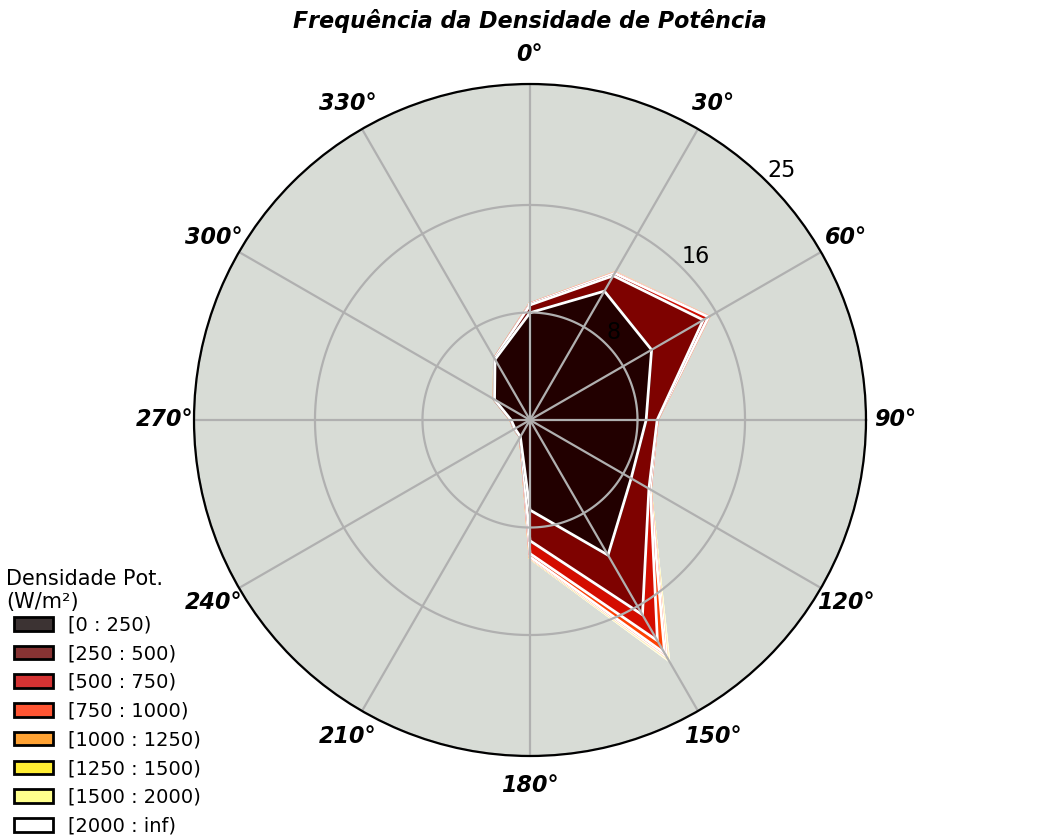 Frequência da Densidade de Potência
0°
330°
30°
25
300°
60°
16
8
270°
90°
240°
120°
210°
150°
180°
Densidade Pot.
(W/m²)
[0 : 250)
[250 : 500)
[500 : 750)
[750 : 1000)
[1000 : 1250)
[1250 : 1500)
[1500 : 2000)
[2000 : inf)